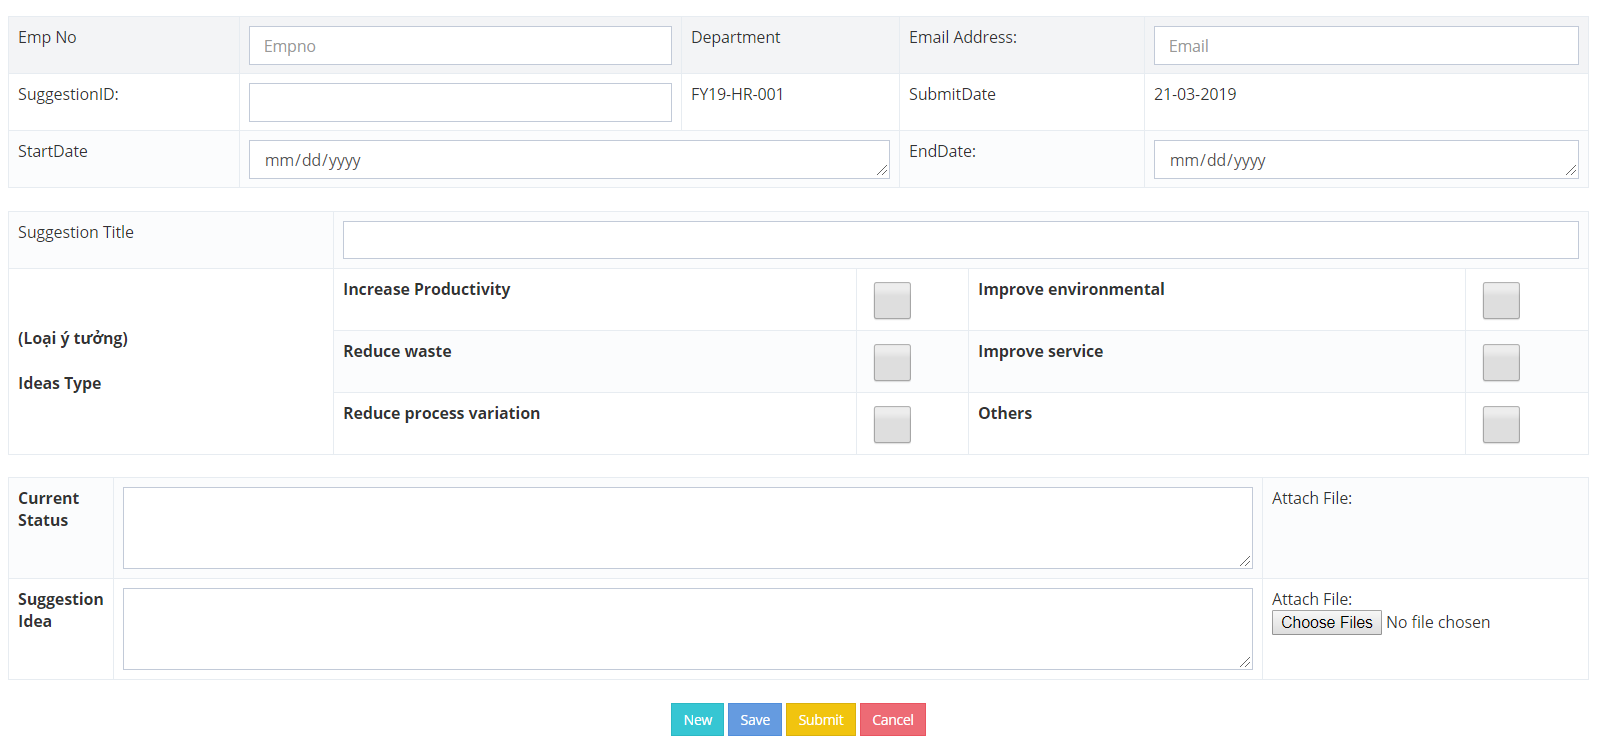 Emp No Empno Department Email Address: Email
SuggestionID: FY19-HR-001 SubmitDate 21-03-2019
StartDate mm/dd/yyyy EndDate: mm/dd/yyyy
Suggestion Title
Increase Productivity Improve environmental
(Loại ý tưởng)
Ideas Type
Reduce waste Improve service
Reduce process variation Others
Current
Status
Attach File:
Suggestion
Idea
Attach File:
Choose Files No file chosen
New Save Submit Cancel